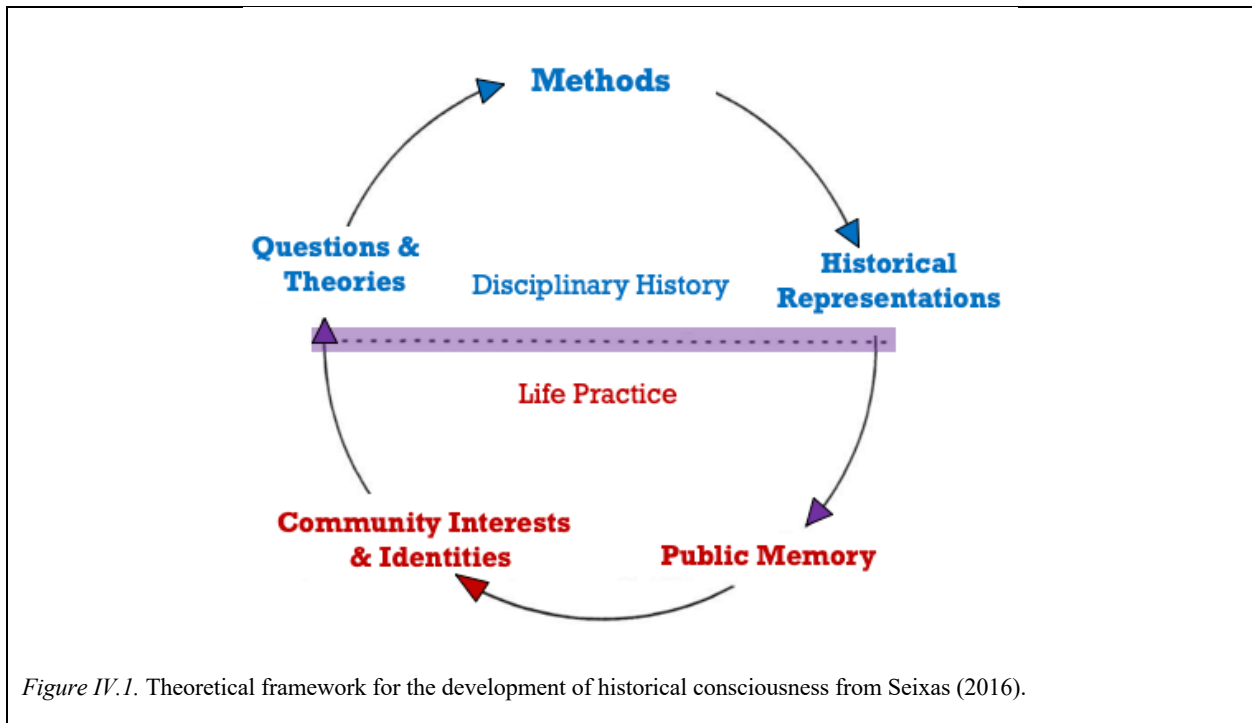 Methods
Questions &
Theories
Historical
Representations
Disciplinary History
Life Practice
Community Interests
& Identities
Public Memory
Figure IV.1. Theoretical framework for the development of historical consciousness from Seixas (2016).